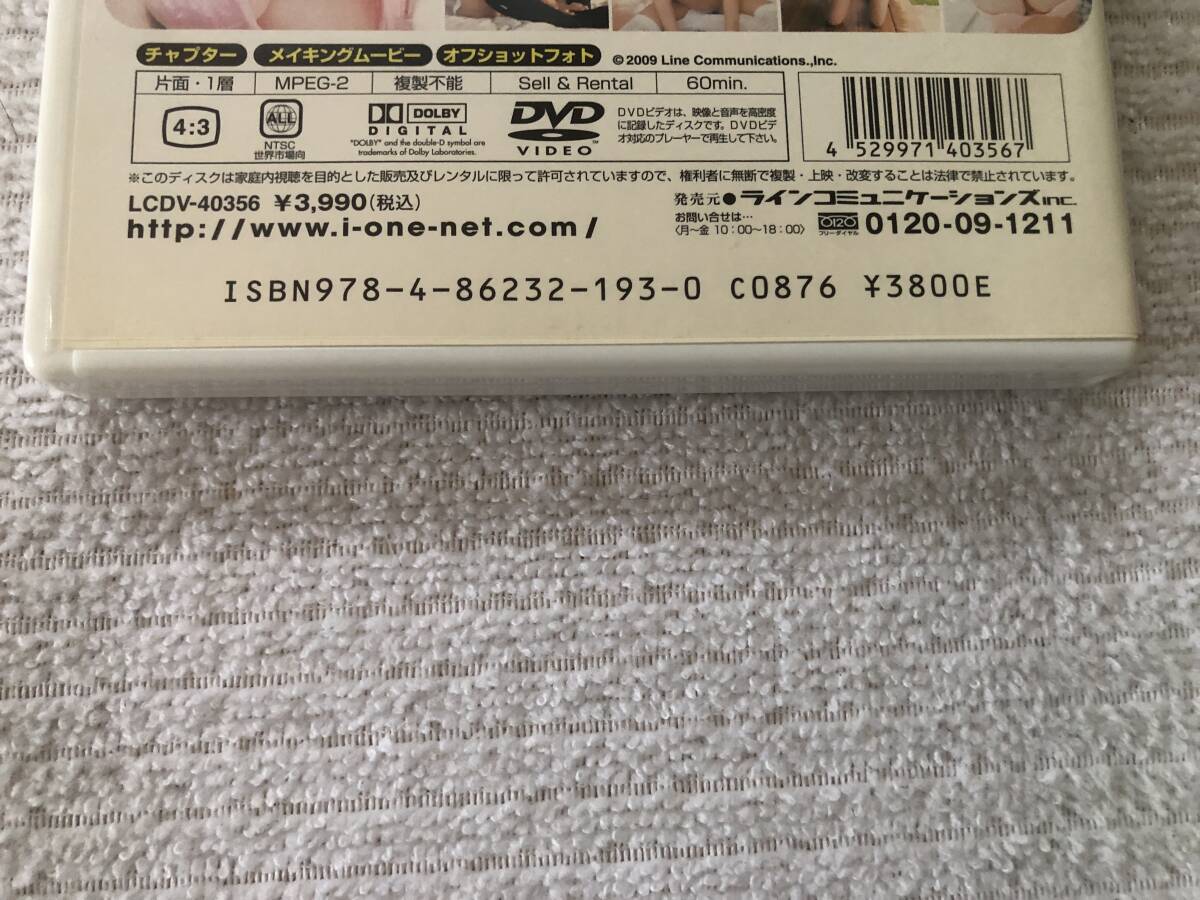 チャプター メイキングムービー オフショットフォト ©2009 Line Communications.,Inc.
片面・1層 MPEG-2 複製不能 Sell & Rental 60min.
4:3
ALL
NTSC
世界市場向
DOLBY
DIGITAL
"DOLBY" and the double-D symbol are
trademarks of Dolby Laboratories.
DVD
VIDEO
TM
DVDビデオは、映像と音声を高密度
に記録したディスクです。DVDビデ
オ対応のプレーヤーで再生して下さい。
4 529971 403567
※このディスクは家庭内視聴を目的とした販売及びレンタルに限って許可されていますので、権利者に無断で複製・上映・改変することは法律で禁止されています。
LCDV-40356 ¥3,990(税込)
発売元●ラインコミュニケーションズinc.
http://www.i-one-net.com/
お問い合せは…
〈月〜金 10:00〜18:00〉
0120
フリーダイヤル
0120-09-1211
ISBN978-4-86232-193-0 C0876 ¥3800E